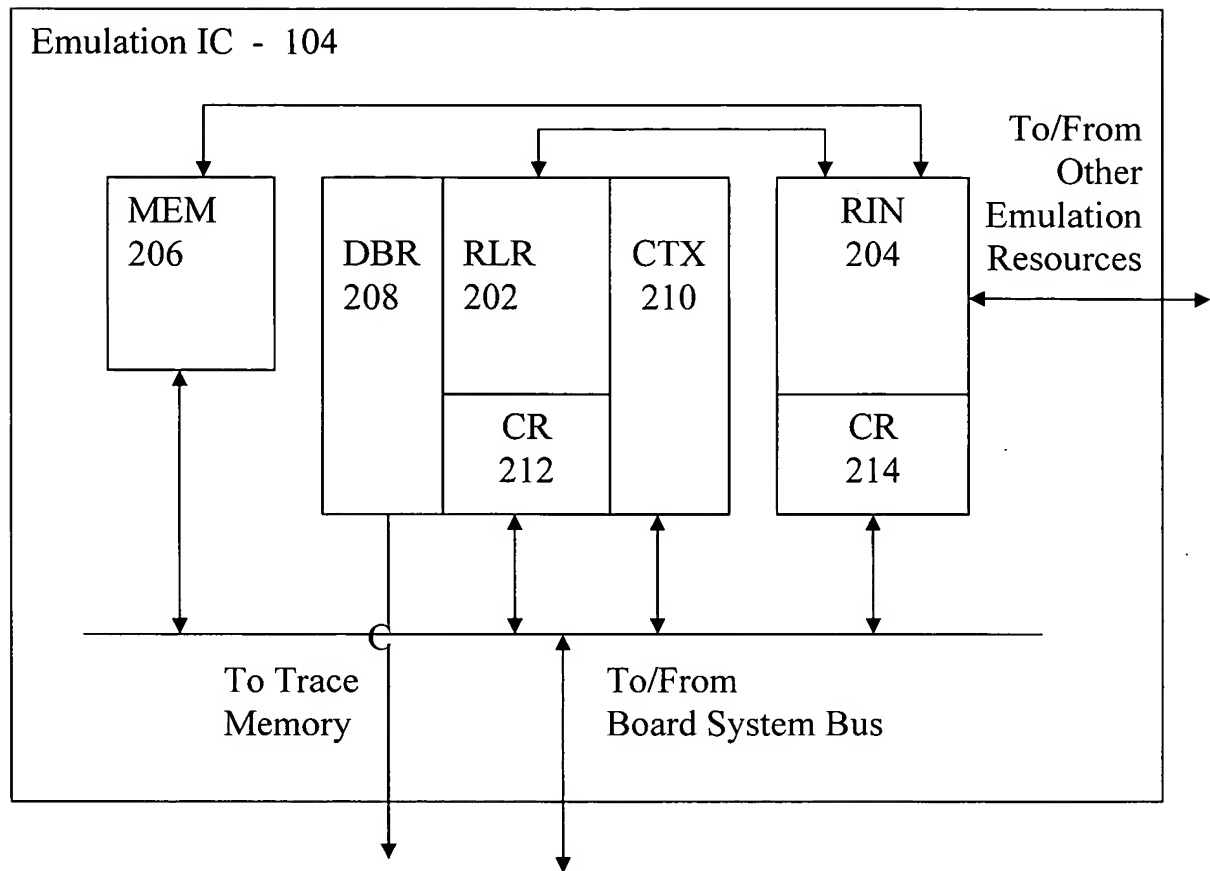 Emulation IC - 104
To/From
Other
Emulation
Resources
MEM
206
DBR
208
RLR
202
CTX
210
RIN
204
CR
212
CR
214
To Trace
Memory
To/From
Board System Bus